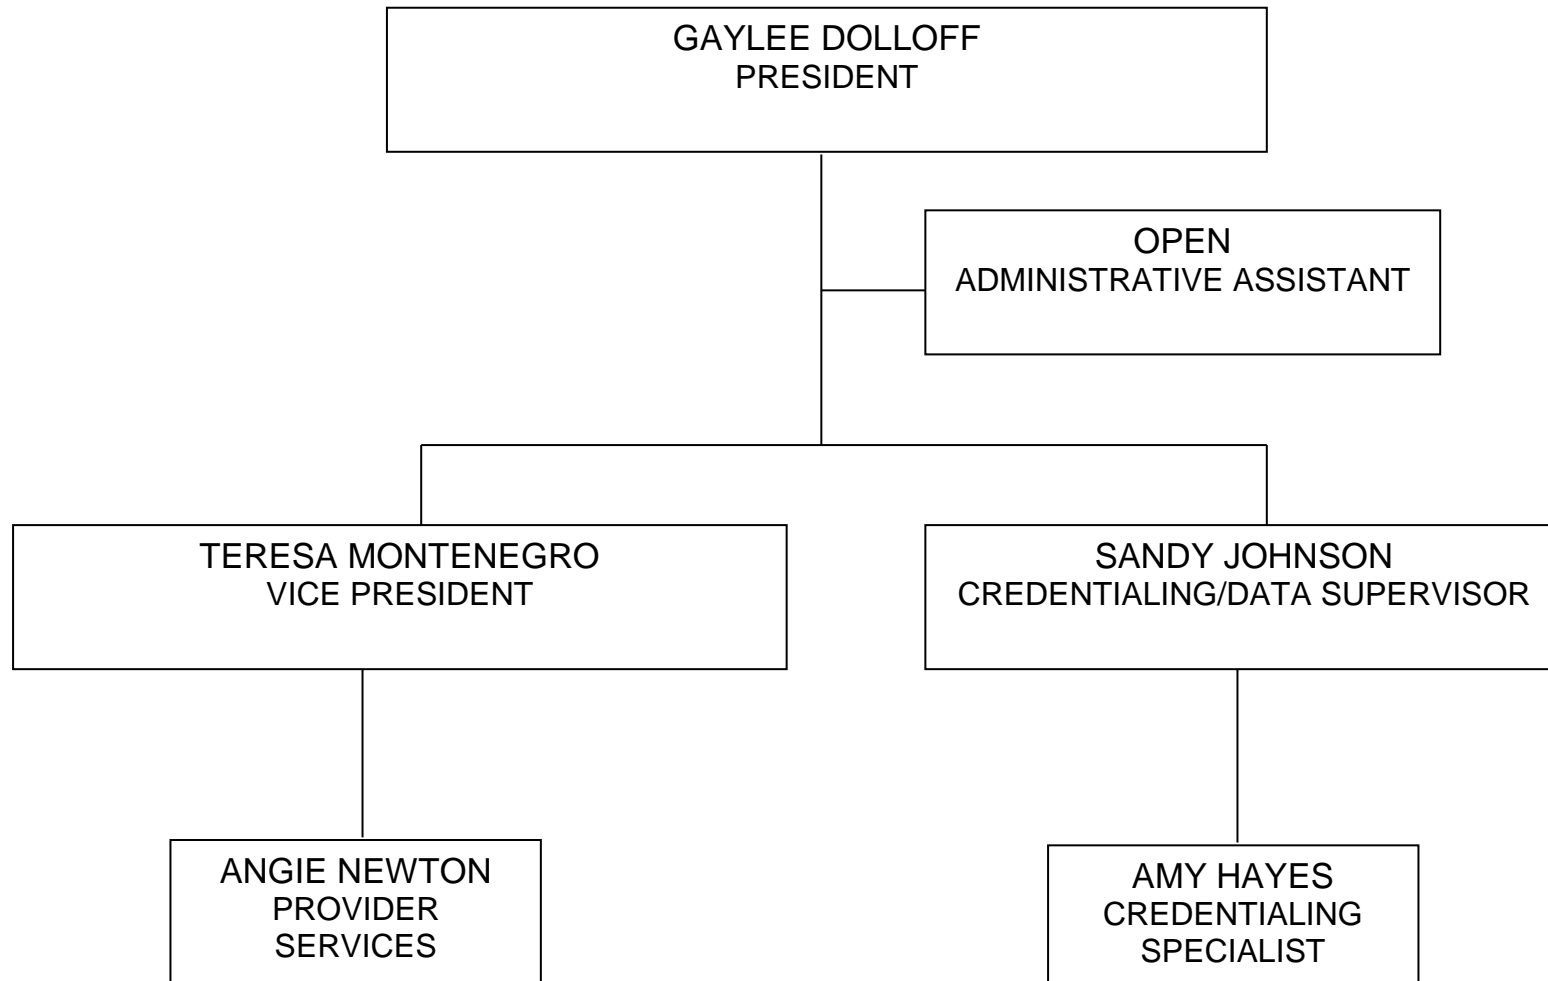 GAYLEE DOLLOFF
PRESIDENT
OPEN
ADMINISTRATIVE ASSISTANT
TERESA MONTENEGRO
VICE PRESIDENT
SANDY JOHNSON
CREDENTIALING/DATA SUPERVISOR
ANGIE NEWTON
PROVIDER
SERVICES
AMY HAYES
CREDENTIALING
SPECIALIST